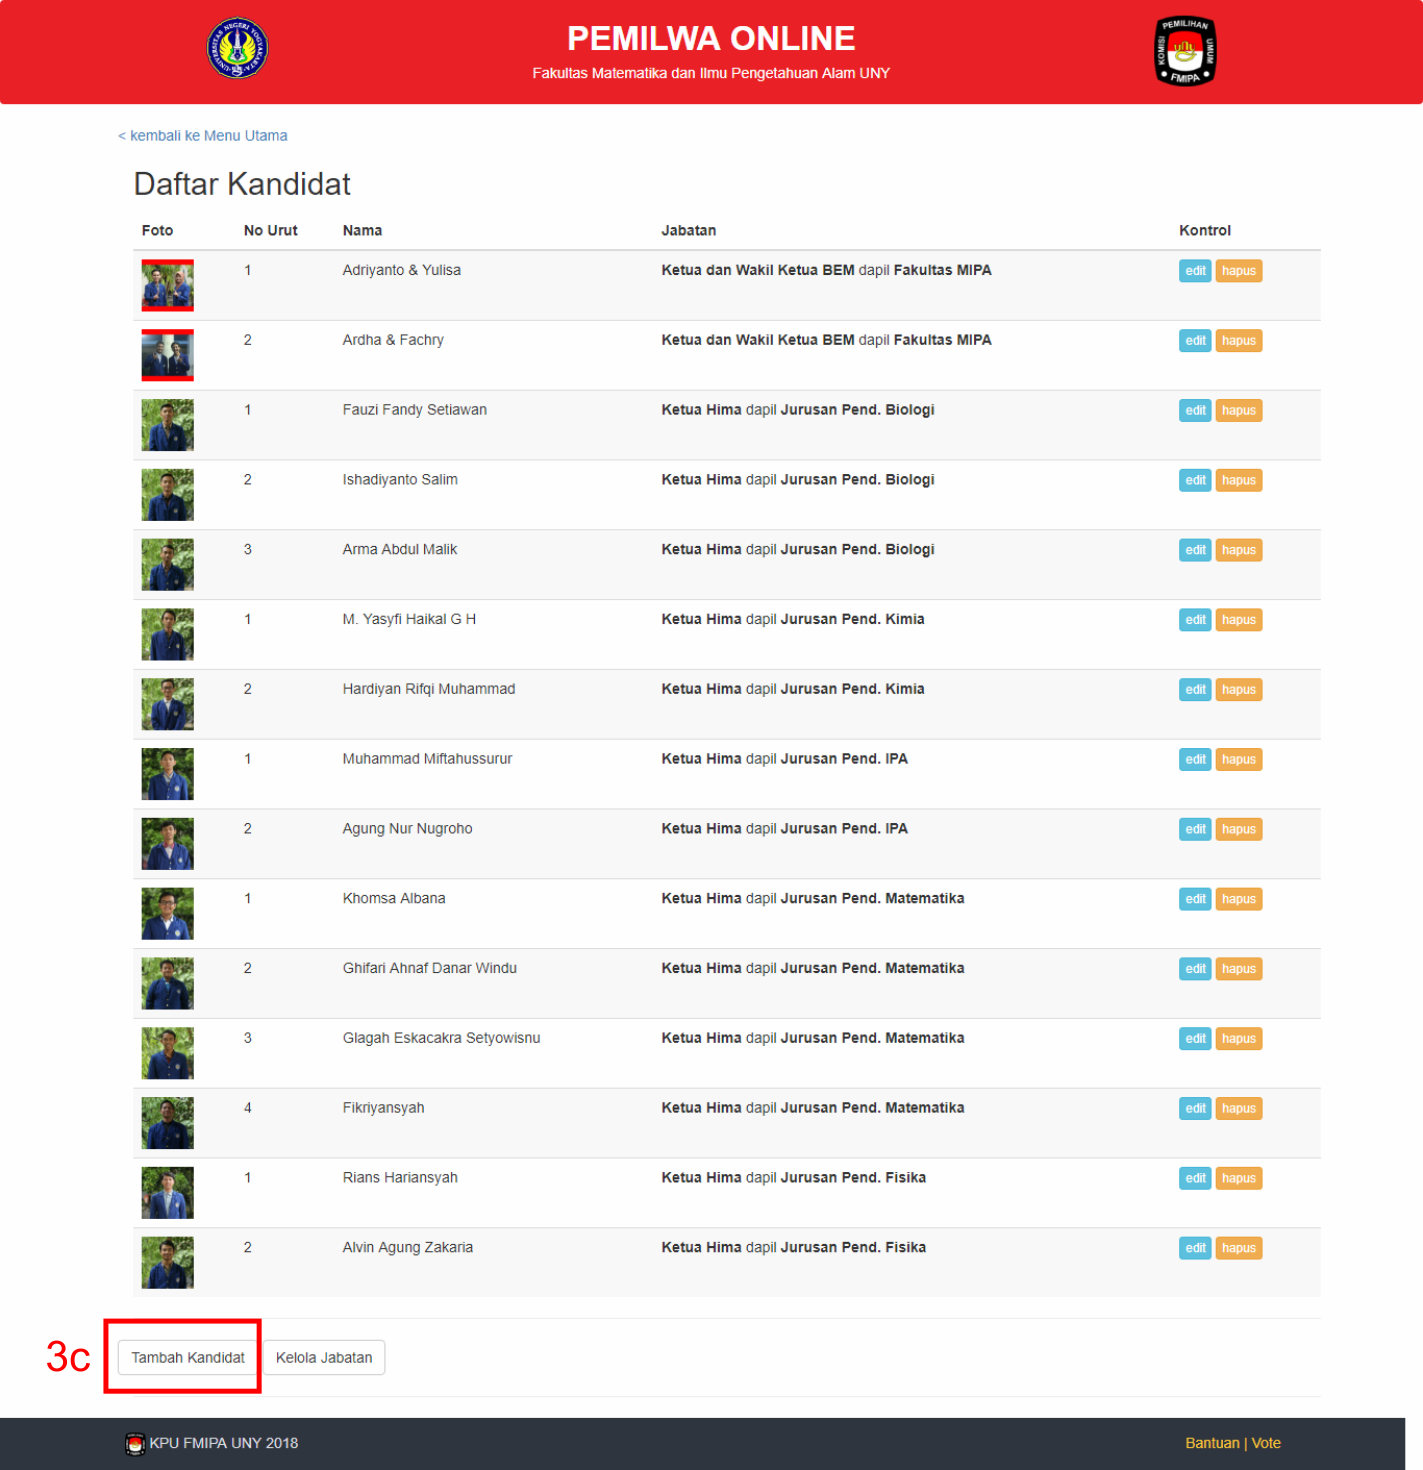 PEMILWA ONLINE
Fakultas Matematika dan Ilmu Pengetahuan Alam UNY
UNIVERSITAS NEGERI YOGYAKARTA
KOMISI PEMILIHAN UMUM
FMIPA
< kembali ke Menu Utama
Daftar Kandidat
Foto No Urut Nama Jabatan Kontrol
1 Adriyanto & Yulisa Ketua dan Wakil Ketua BEM dapil Fakultas MIPA edit hapus
2 Ardha & Fachry Ketua dan Wakil Ketua BEM dapil Fakultas MIPA edit hapus
1 Fauzi Fandy Setiawan Ketua Hima dapil Jurusan Pend. Biologi edit hapus
2 Ishadiyanto Salim Ketua Hima dapil Jurusan Pend. Biologi edit hapus
3 Arma Abdul Malik Ketua Hima dapil Jurusan Pend. Biologi edit hapus
1 M. Yasyfi Haikal G H Ketua Hima dapil Jurusan Pend. Kimia edit hapus
2 Hardiyan Rifqi Muhammad Ketua Hima dapil Jurusan Pend. Kimia edit hapus
1 Muhammad Miftahussurur Ketua Hima dapil Jurusan Pend. IPA edit hapus
2 Agung Nur Nugroho Ketua Hima dapil Jurusan Pend. IPA edit hapus
1 Khomsa Albana Ketua Hima dapil Jurusan Pend. Matematika edit hapus
2 Ghifari Ahnaf Danar Windu Ketua Hima dapil Jurusan Pend. Matematika edit hapus
3 Glagah Eskacakra Setyowisnu Ketua Hima dapil Jurusan Pend. Matematika edit hapus
4 Fikriyansyah Ketua Hima dapil Jurusan Pend. Matematika edit hapus
1 Rians Hariansyah Ketua Hima dapil Jurusan Pend. Fisika edit hapus
2 Alvin Agung Zakaria Ketua Hima dapil Jurusan Pend. Fisika edit hapus
3c Tambah Kandidat Kelola Jabatan
KPU FMIPA UNY 2018 Bantuan | Vote